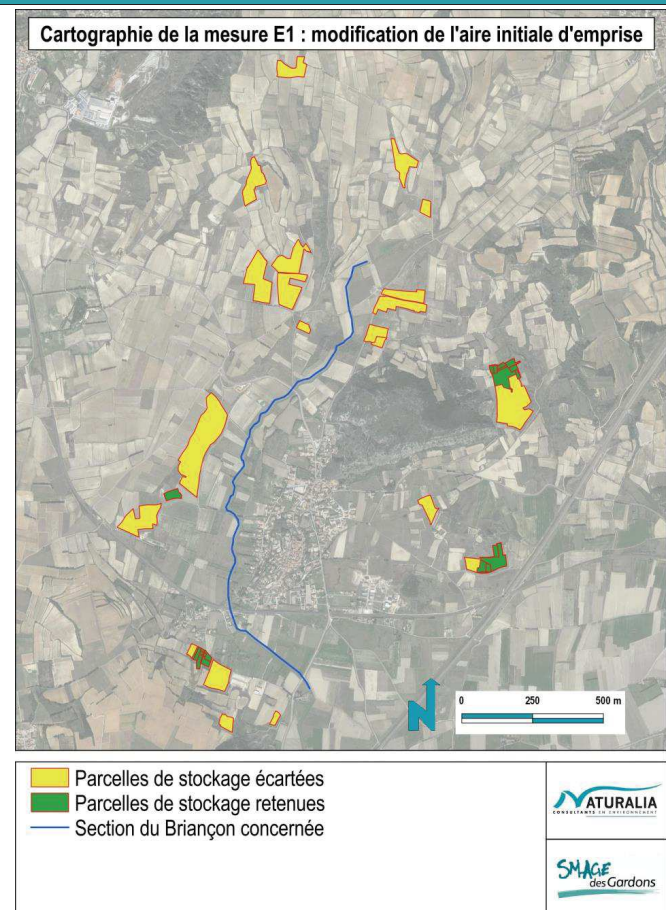 Cartographie de la mesure E1 : modification de l'aire initiale d'emprise
N
0 250 500 m
Parcelles de stockage écartées
Parcelles de stockage retenues
Section du Briançon concernée
NATURALIA
CONSULTANTS EN ENVIRONNEMENT
SMAGE
des Gardons